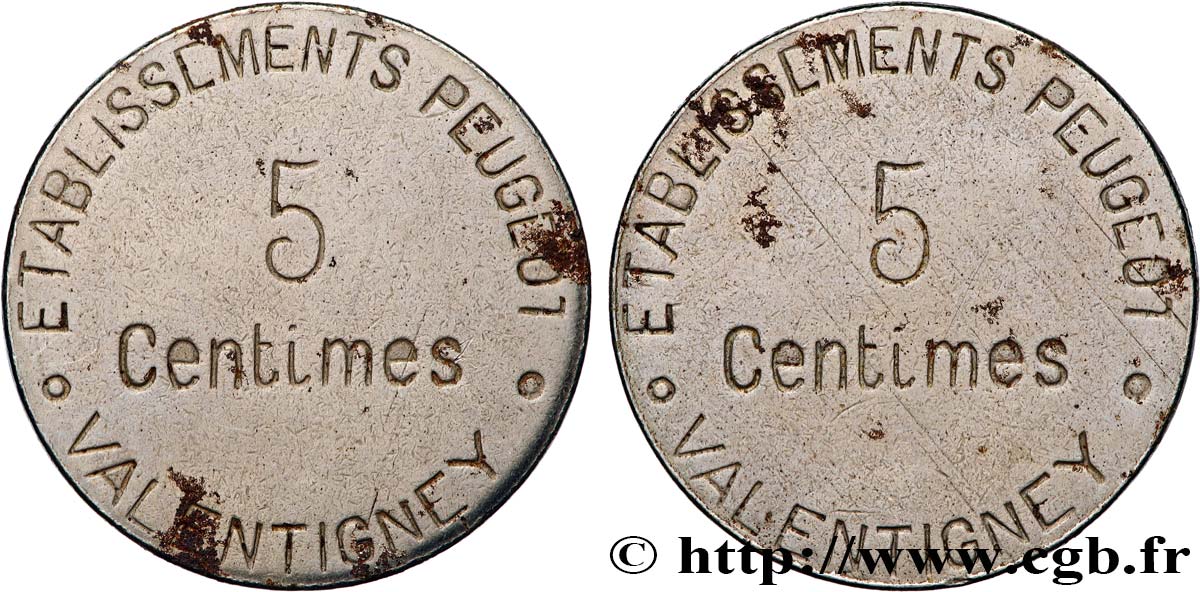 ETABLISSEMENTS PEUGEOT
5
Centimes
VALENTIGNEY
ETABLISSEMENTS PEUGEOT
5
Centimes
VALENTIGNEY
© http://www.cgb.fr